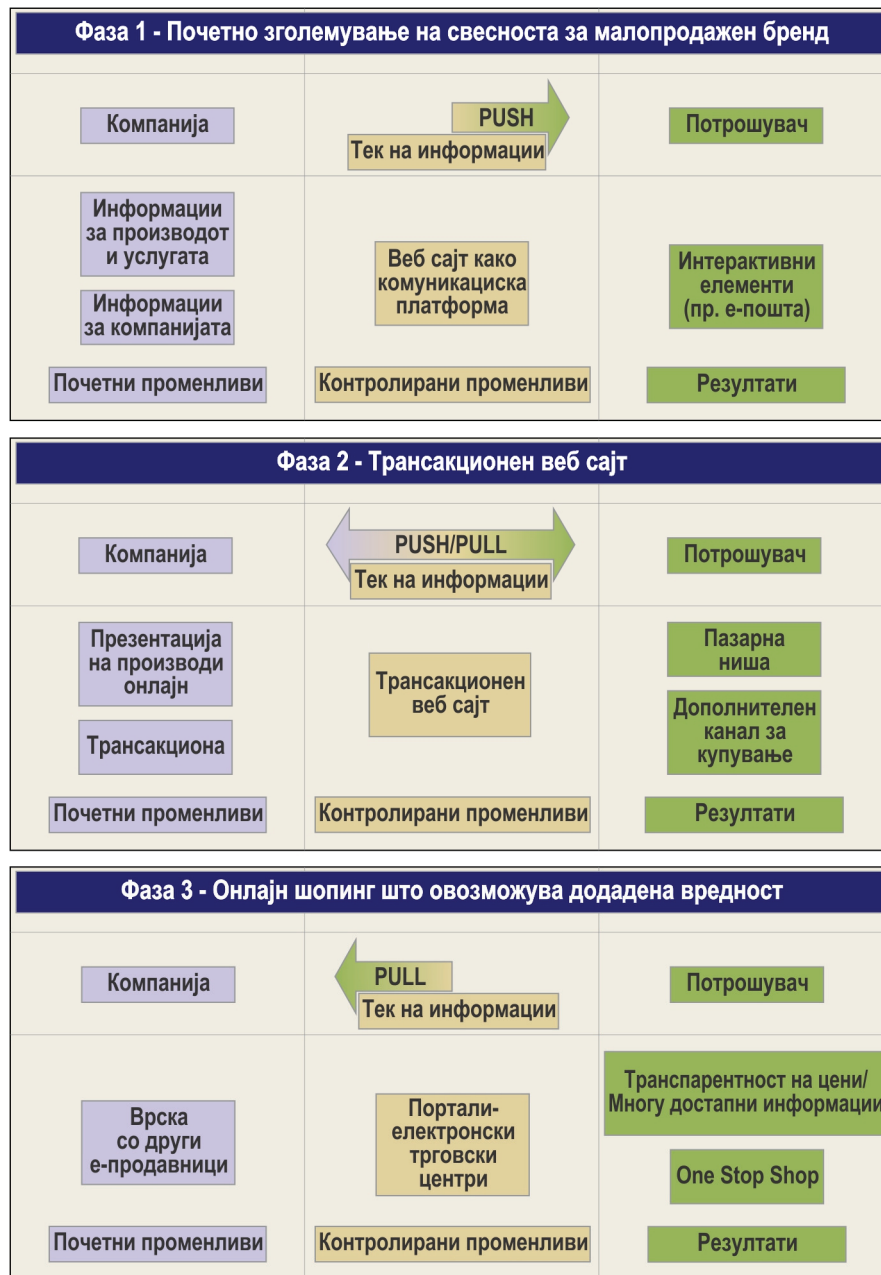 Фаза 1 - Почетно зголемување на свесноста за малопродажен бренд
Компанија
PUSH
Тек на информации
Потрошувач
Информации
за производот
и услугата
Информации
за компанијата
Веб сајт како
комуникациска
платформа
Интерактивни
елементи
(пр. е-пошта)
Почетни променливи
Контролирани променливи
Резултати
Фаза 2 - Трансакционен веб сајт
Компанија
PUSH/PULL
Тек на информации
Потрошувач
Презентација
на производи
онлајн
Трансакциона
Трансакционен
веб сајт
Пазарна
ниша
Дополнителен
канал за
купување
Почетни променливи
Контролирани променливи
Резултати
Фаза 3 - Онлајн шопинг што овозможува додадена вредност
Компанија
PULL
Тек на информации
Потрошувач
Врска
со други
е-продавници
Портали-
електронски
трговски
центри
Транспарентност на цени/
Многу достапни информации
One Stop Shop
Почетни променливи
Контролирани променливи
Резултати